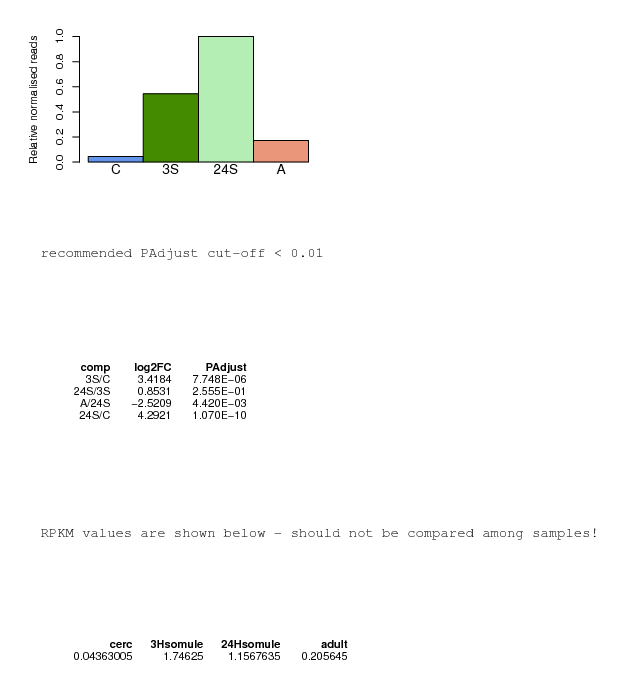 Relative normalised reads
1.0
0.8
0.6
0.4
0.2
0.0
C 3S 24S A
recommended PAdjust cut-off < 0.01
comp log2FC PAdjust
3S/C 3.4184 7.748E−06
24S/3S 0.8531 2.555E−01
A/24S −2.5209 4.420E−03
24S/C 4.2921 1.070E−10
RPKM values are shown below - should not be compared among samples!
cerc 3Hsomule 24Hsomule adult
0.04363005 1.74625 1.1567635 0.205645